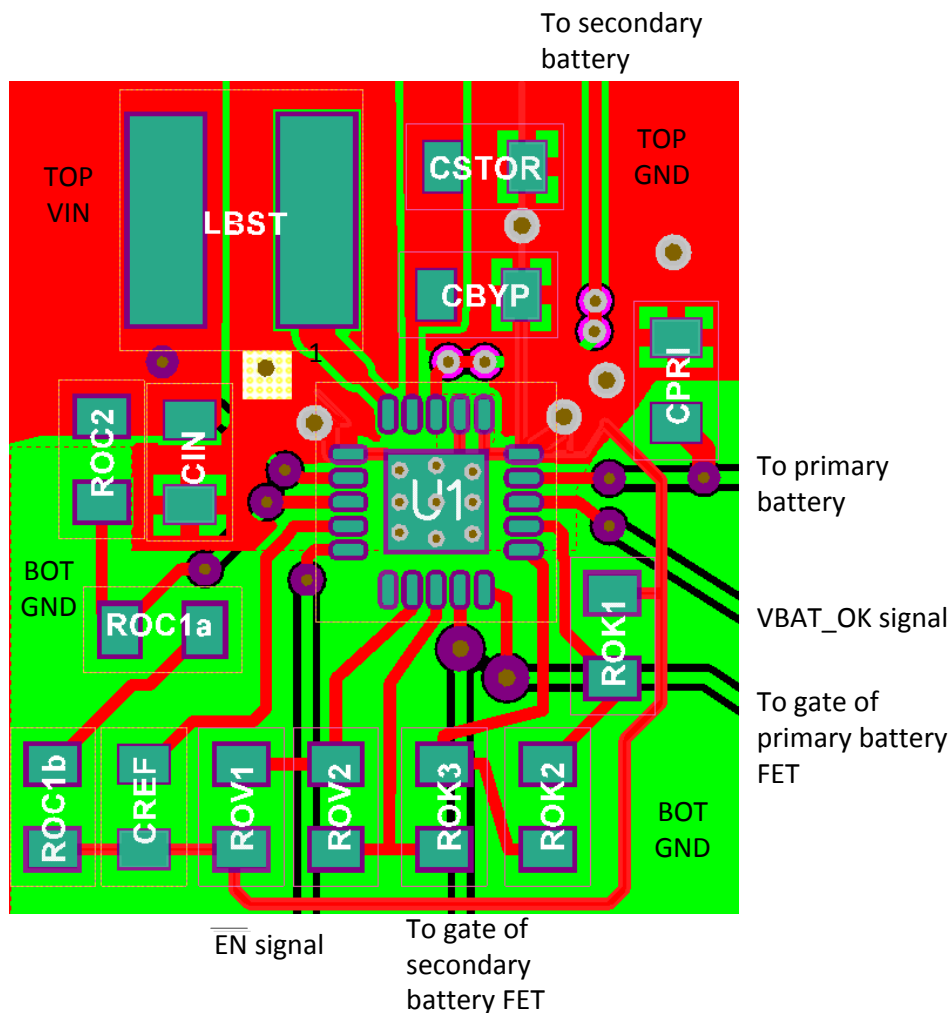 To secondary
battery
TOP
VIN
TOP
GND
CSTOR
LBST
CBYP
1
CPRI
ROC2
CIN
U1
To primary
battery
BOT
GND
ROC1a
ROK1
VBAT_OK signal
To gate of
primary battery
FET
ROC1b
CREF
ROV1
ROV2
ROK3
ROK2
BOT
GND
EN signal
To gate of
secondary
battery FET